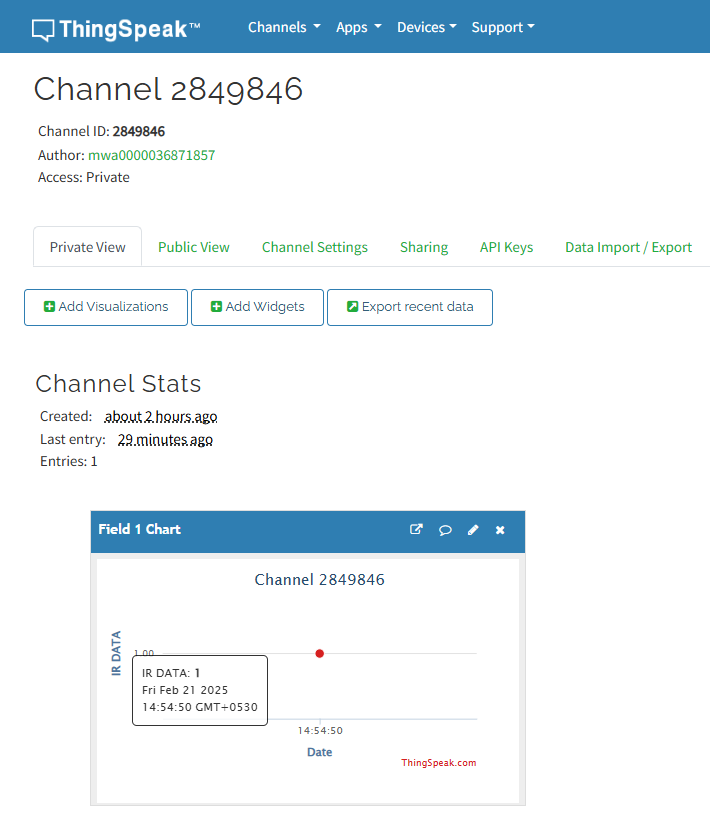 ThingSpeak™ Channels Apps Devices Support
Channel 2849846
Channel ID: 2849846
Author: mwa0000036871857
Access: Private
Private View Public View Channel Settings Sharing API Keys Data Import / Export
Add Visualizations Add Widgets Export recent data
Channel Stats
Created: about 2 hours ago
Last entry: 29 minutes ago
Entries: 1
Field 1 Chart
Channel 2849846
IR DATA
1.00
IR DATA: 1
Fri Feb 21 2025
14:54:50 GMT+0530
14:54:50
Date
ThingSpeak.com